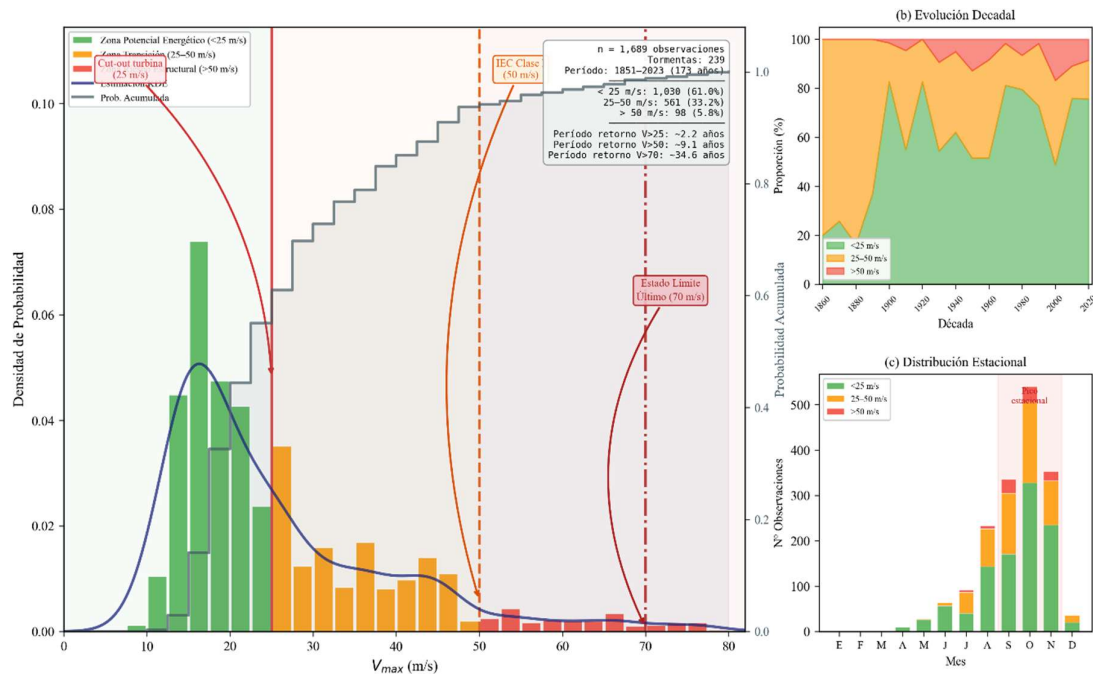 Zona Potencial Energético (<25 m/s)
Zona Transición (25–50 m/s)
Zona Estructural (>50 m/s)
Estimación KDE
Prob. Acumulada
Cut-out turbina
(25 m/s)
IEC Clase I
(50 m/s)
n = 1,689 observaciones
Tormentas: 239
Período: 1851–2023 (173 años)
< 25 m/s: 1,030 (61.0%)
25–50 m/s: 561 (33.2%)
> 50 m/s: 98 (5.8%)
Período retorno V>25: ~2.2 años
Período retorno V>50: ~9.1 años
Período retorno V>70: ~34.6 años
Estado Límite
Último (70 m/s)
Densidad de Probabilidad
0.10
0.08
0.06
0.04
0.02
0.00
0 10 20 30 40 50 60 70 80
V_max (m/s)
1.0
0.8
0.6
0.4
0.2
0.0
Probabilidad Acumulada
(b) Evolución Decadal
Proporción (%)
100
80
60
40
20
0
<25 m/s
25–50 m/s
>50 m/s
1860 1880 1900 1920 1940 1960 1980 2000 2020
Década
(c) Distribución Estacional
Nº Observaciones
500
400
300
200
100
0
<25 m/s
25–50 m/s
>50 m/s
Pico
estacional
E F M A M J J A S O N D
Mes